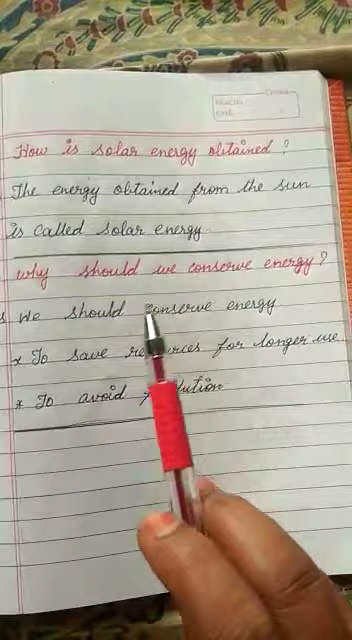 How is solar energy obtained?
The energy obtained from the sun
is called solar energy.
why should we conserve energy?
We should conserve energy
* To save resources for longer use.
* To avoid